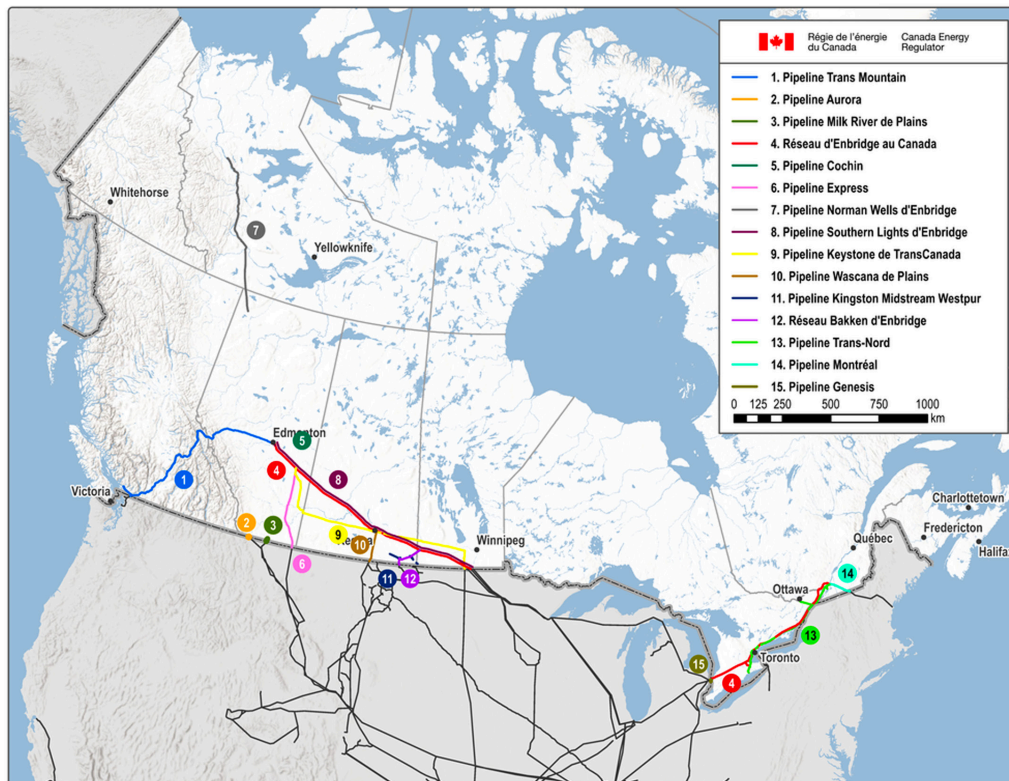 Régie de l'énergie
du Canada
Canada Energy
Regulator
1. Pipeline Trans Mountain
2. Pipeline Aurora
3. Pipeline Milk River de Plains
4. Réseau d'Enbridge au Canada
5. Pipeline Cochin
6. Pipeline Express
7. Pipeline Norman Wells d'Enbridge
8. Pipeline Southern Lights d'Enbridge
9. Pipeline Keystone de TransCanada
10. Pipeline Wascana de Plains
11. Pipeline Kingston Midstream Westpur
12. Réseau Bakken d'Enbridge
13. Pipeline Trans-Nord
14. Pipeline Montréal
15. Pipeline Genesis
0 125 250 500 750 1000
km
Whitehorse
7
Yellowknife
Edmonton
5
4
8
1
Victoria
2
3
9
10
6
11
12
Winnipeg
Charlottetown
Fredericton
Halifax
Québec
14
Ottawa
13
Toronto
15
4